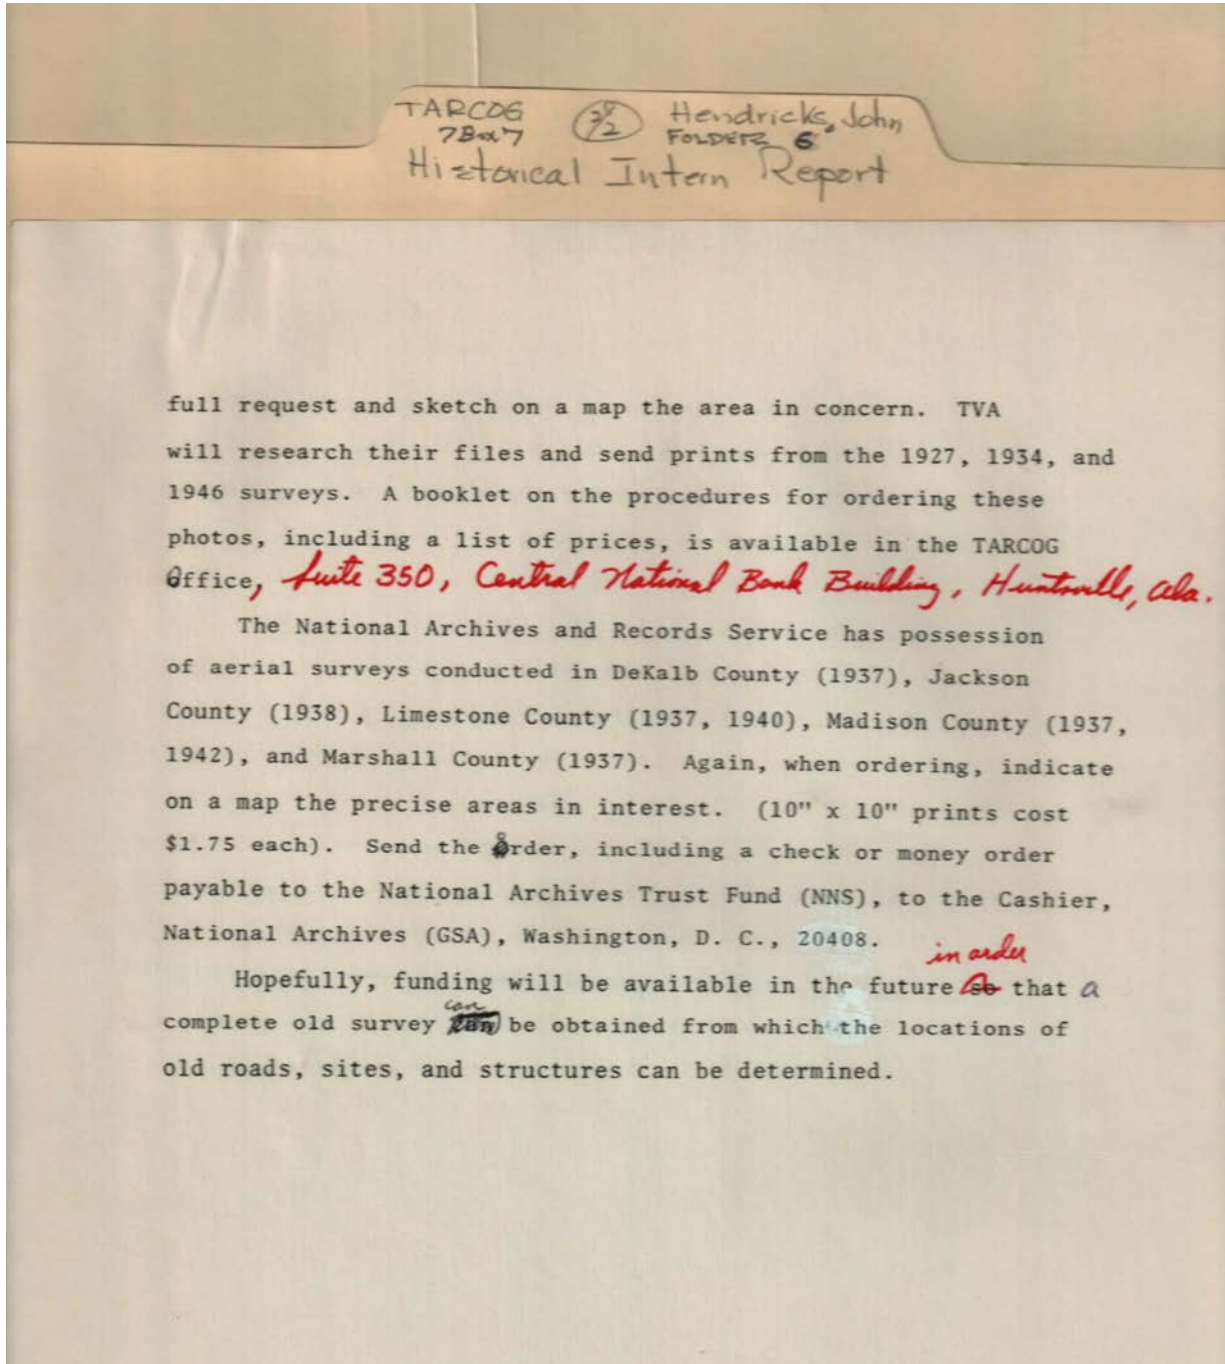 TARCOG 2 of 2 Hendricks, John
7Box7 FOLDER 6
Historical Intern Report
full request and sketch on a map the area in concern. TVA
will research their files and send prints from the 1927, 1934, and
1946 surveys. A booklet on the procedures for ordering these
photos, including a list of prices, is available in the TARCOG
Office, Suite 350, Central National Bank Building, Huntsville, Ala.
The National Archives and Records Service has possession
of aerial surveys conducted in DeKalb County (1937), Jackson
County (1938), Limestone County (1937, 1940), Madison County (1937,
1942), and Marshall County (1937). Again, when ordering, indicate
on a map the precise areas in interest. (10" x 10" prints cost
$1.75 each). Send the order, including a check or money order
payable to the National Archives Trust Fund (NNS), to the Cashier,
National Archives (GSA), Washington, D. C., 20408.
in order
Hopefully, funding will be available in the future so that a
can
complete old survey be obtained from which the locations of
old roads, sites, and structures can be determined.